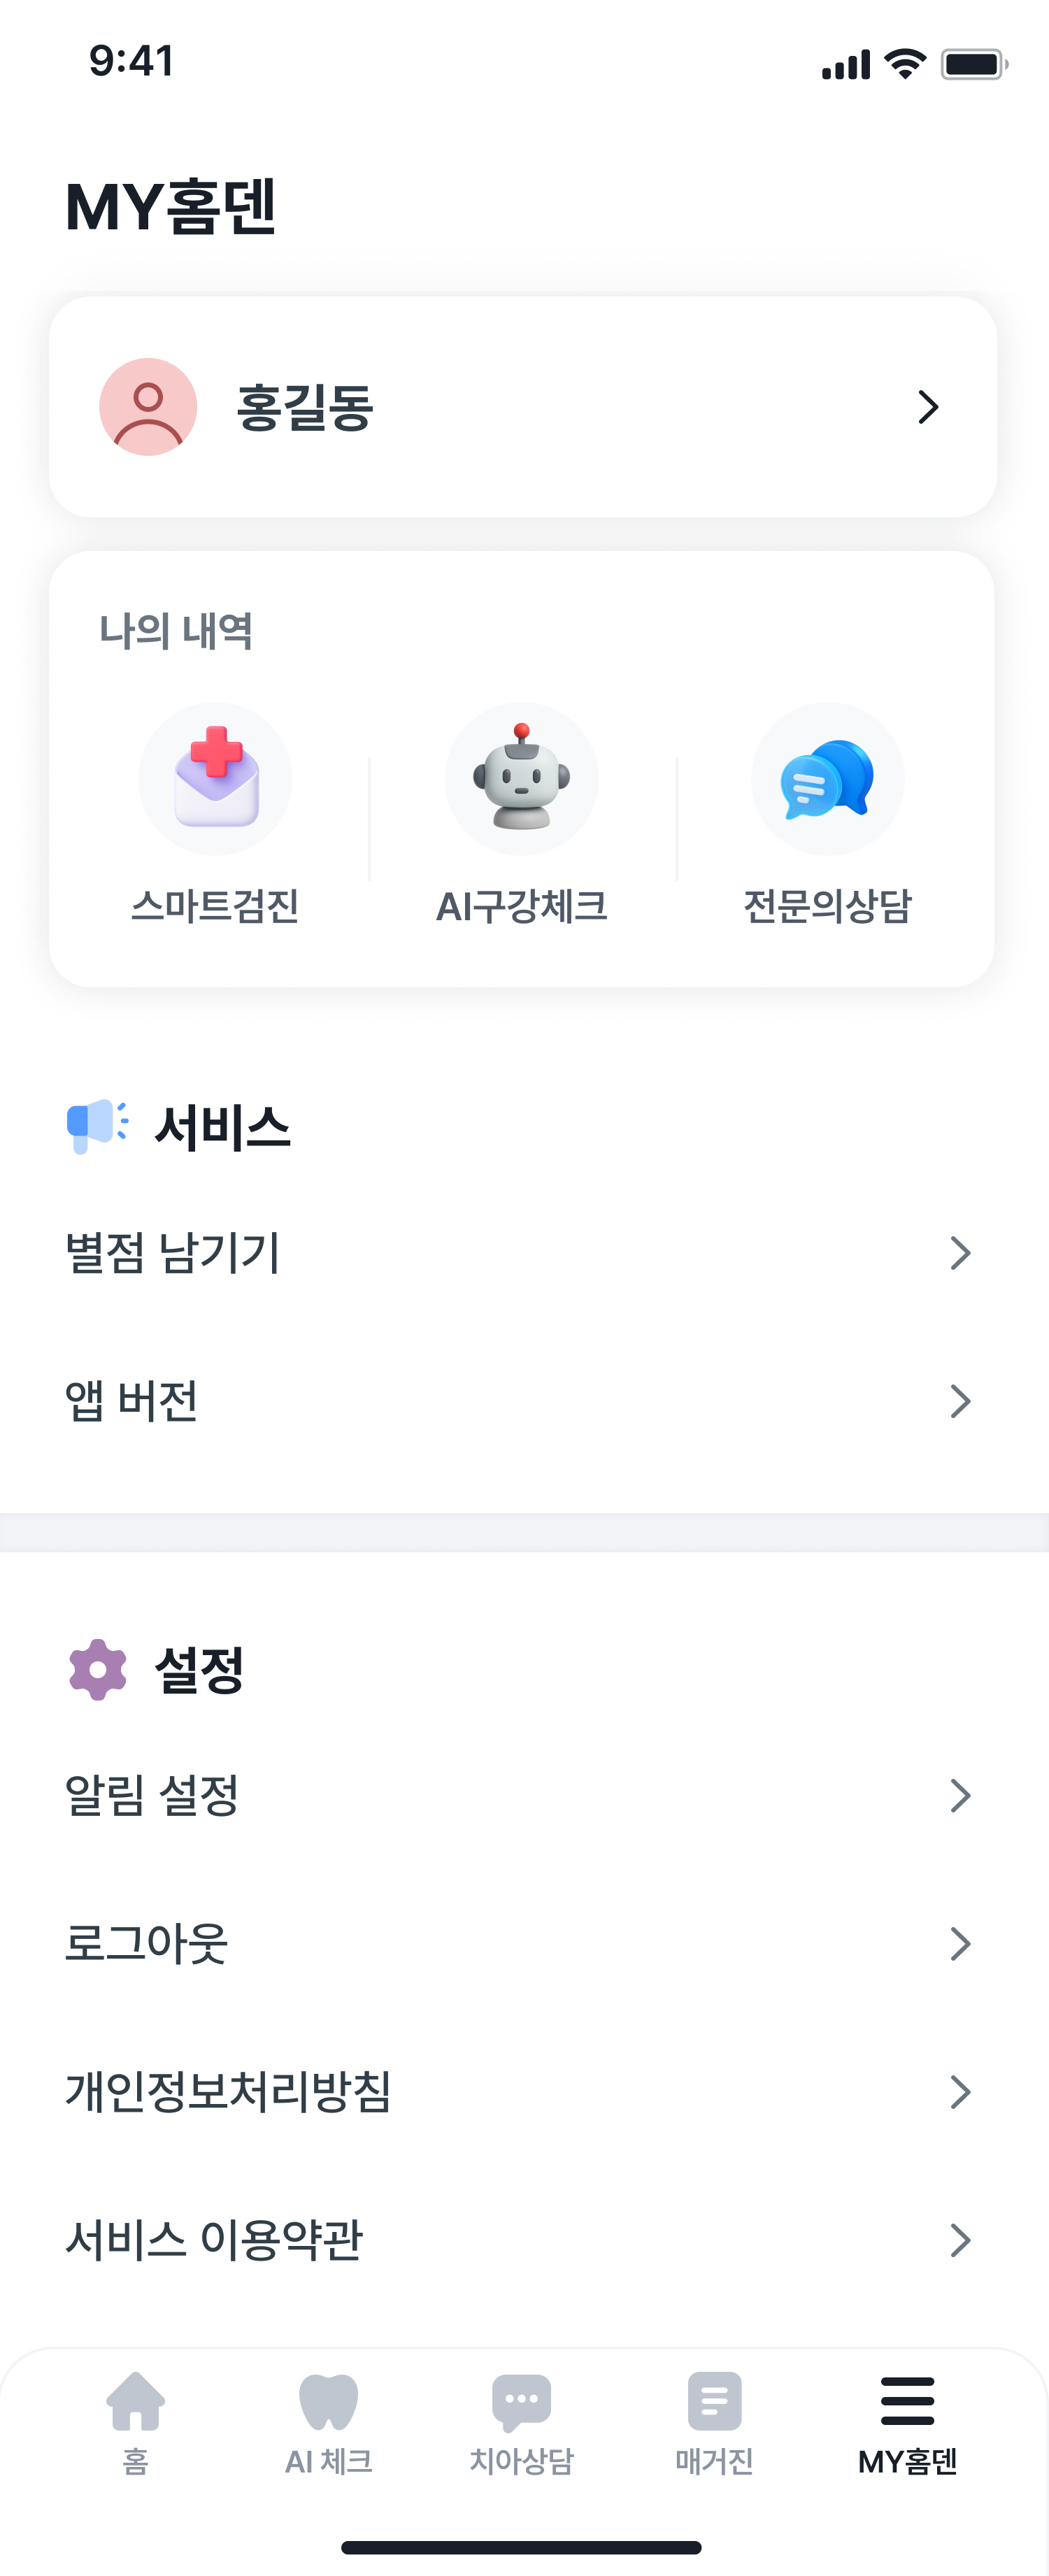 9:41
MY홈덴
홍길동
나의 내역
스마트검진
AI구강체크
전문의상담
서비스
별점 남기기
앱 버전
설정
알림 설정
로그아웃
개인정보처리방침
서비스 이용약관
홈
AI 체크
치아상담
매거진
MY홈덴